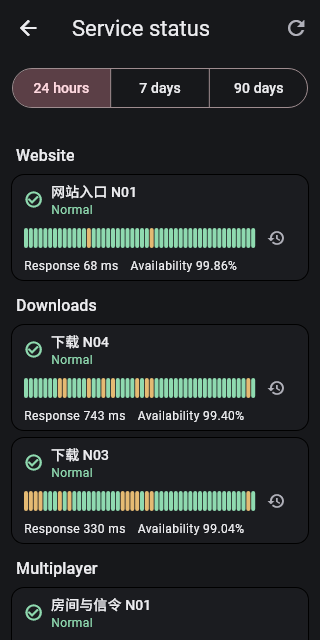 Service status
24 hours 7 days 90 days
Website
网站入口 N01
Normal
Response 68 ms Availability 99.86%
Downloads
下载 N04
Normal
Response 743 ms Availability 99.40%
下载 N03
Normal
Response 330 ms Availability 99.04%
Multiplayer
房间与信令 N01
Normal